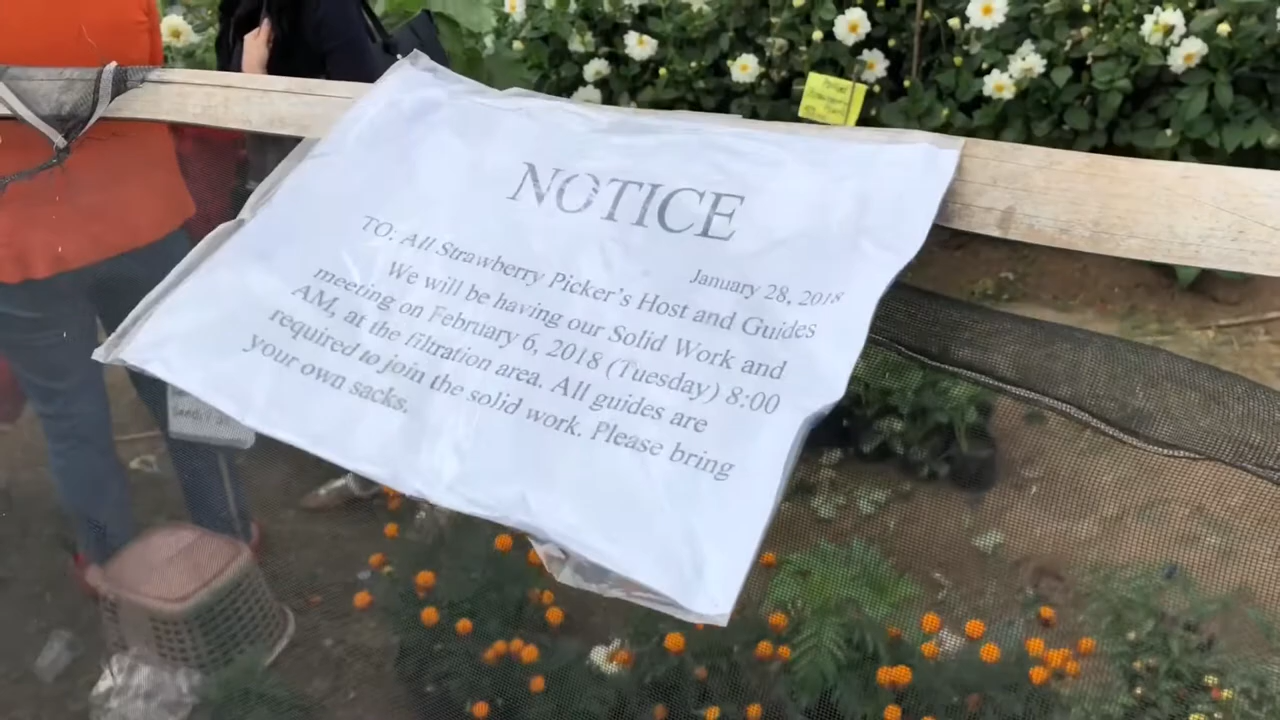 NOTICE
January 28, 2018
TO: All Strawberry Picker's Host and Guides
We will be having our Solid Work and
meeting on February 6, 2018 (Tuesday) 8:00
AM, at the filtration area. All guides are
required to join the solid work. Please bring
your own sacks.